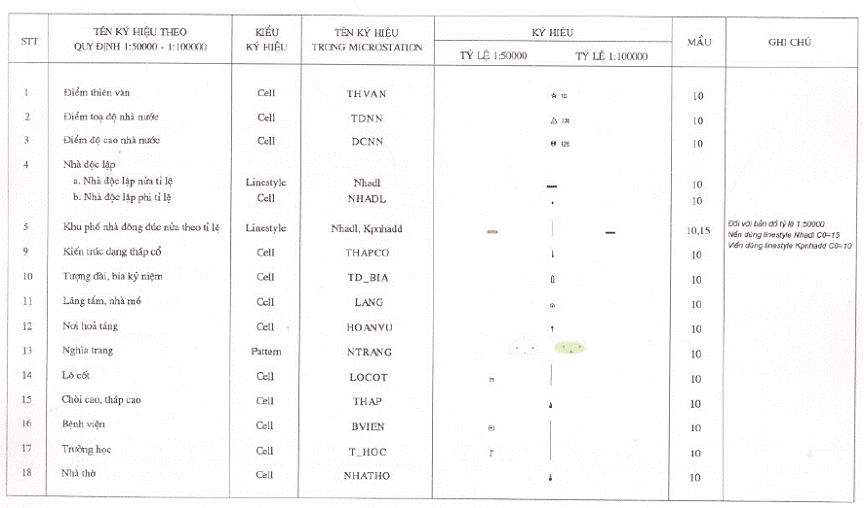 STT TÊN KÝ HIỆU THEO QUY ĐỊNH 1:50000 - 1:100000 KIỂU KÝ HIỆU TÊN KÝ HIỆU TRONG MICROSTATION KÝ HIỆU MẦU GHI CHÚ
TỶ LỆ 1:50000 TỶ LỆ 1:100000
1 Điểm thiên văn Cell THVAN 10
2 Điểm toạ độ nhà nước Cell TDNN 10
3 Điểm độ cao nhà nước Cell DCNN 10
4 Nhà độc lập
a. Nhà độc lập nửa tỉ lệ Linestyle Nhadl 10
b. Nhà độc lập phi tỉ lệ Cell NHADL 10
5 Khu phố nhà đông đúc nửa theo tỉ lệ Linestyle Nhadl, Kpnhadd 10,15
Đối với bản đồ tỷ lệ 1:50000
Nền dùng linestyle Nhadl C0=15
Viền dùng linestyle Kpnhadd C0=10
9 Kiến trúc dạng tháp cổ Cell THAPCO 10
10 Tượng đài, bia kỷ niệm Cell TD_BIA 10
11 Lăng tẩm, nhà mồ Cell LANG 10
12 Nơi hoả táng Cell HOANVU 10
13 Nghĩa trang Pattern NTRANG 10
14 Lô cốt Cell LOCOT 10
15 Chòi cao, tháp cao Cell THAP 10
16 Bệnh viện Cell BVIEN 10
17 Trường học Cell T_HOC 10
18 Nhà thờ Cell NHATHO 10